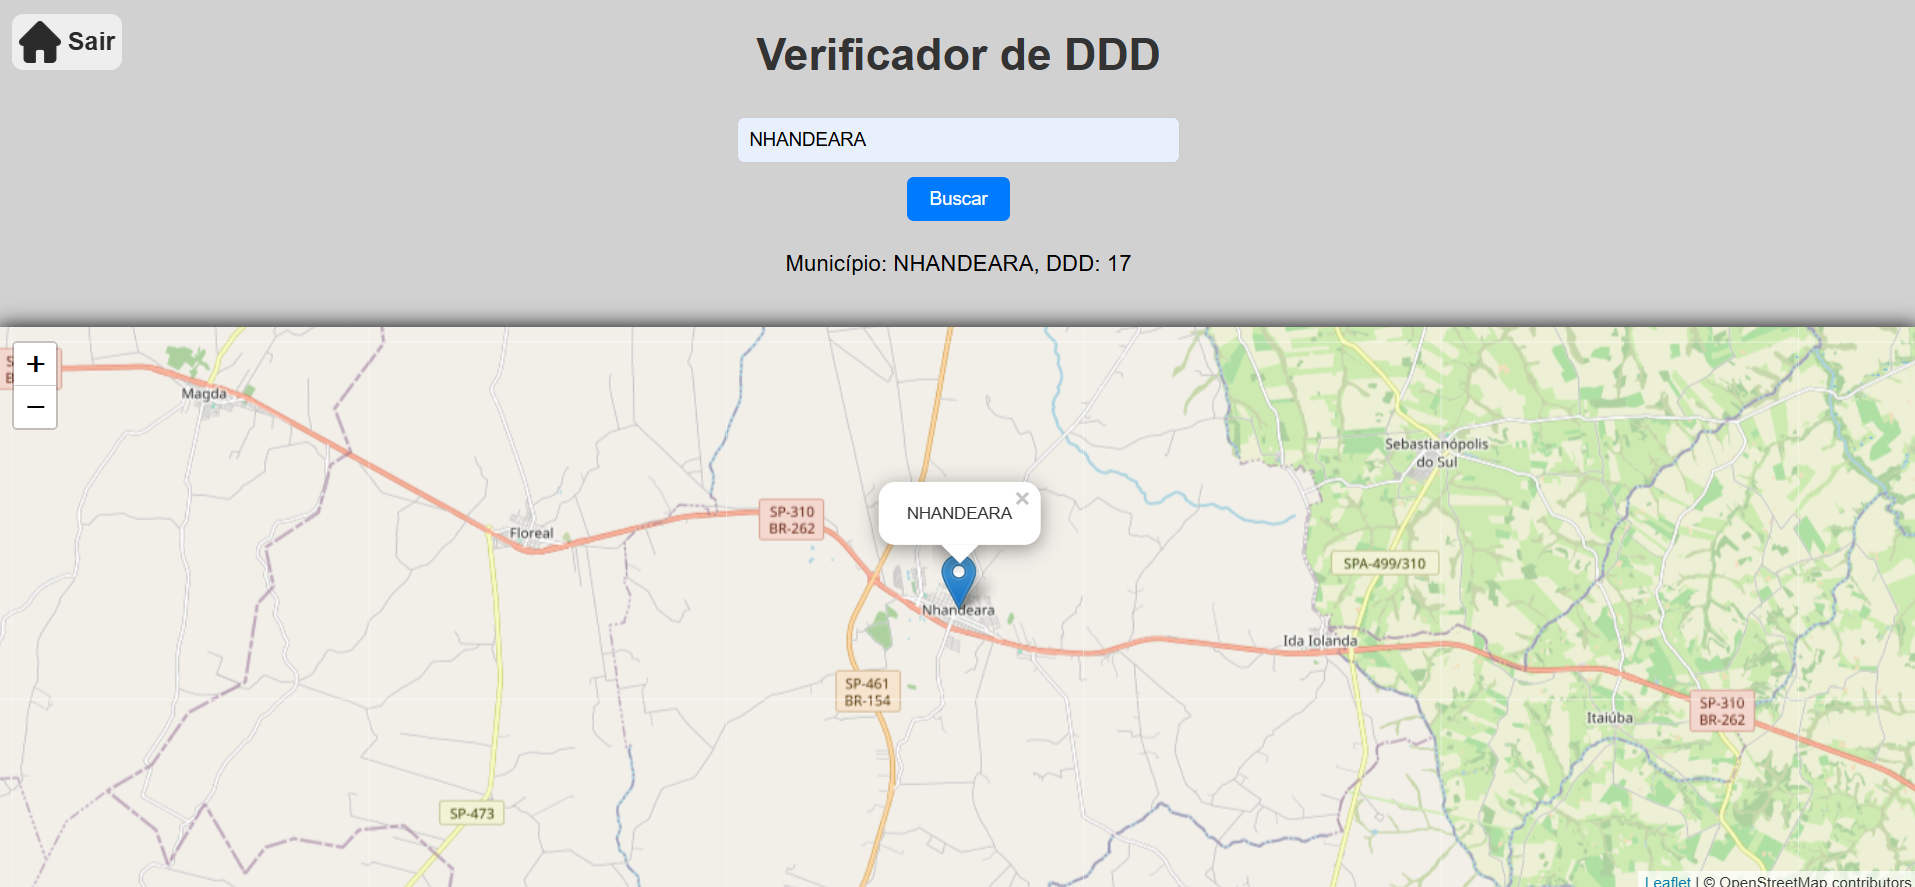 Sair
Verificador de DDD
NHANDEARA
Buscar
Município: NHANDEARA, DDD: 17
+
−
Magda
Sebastianópolis
do Sul
NHANDEARA ×
SP-310
BR-262
Floreal
SPA-499/310
Nhandeara
Ida Iolanda
SP-461
BR-154
SP-310
BR-262
Itaiúba
SP-473
Leaflet | © OpenStreetMap contributors